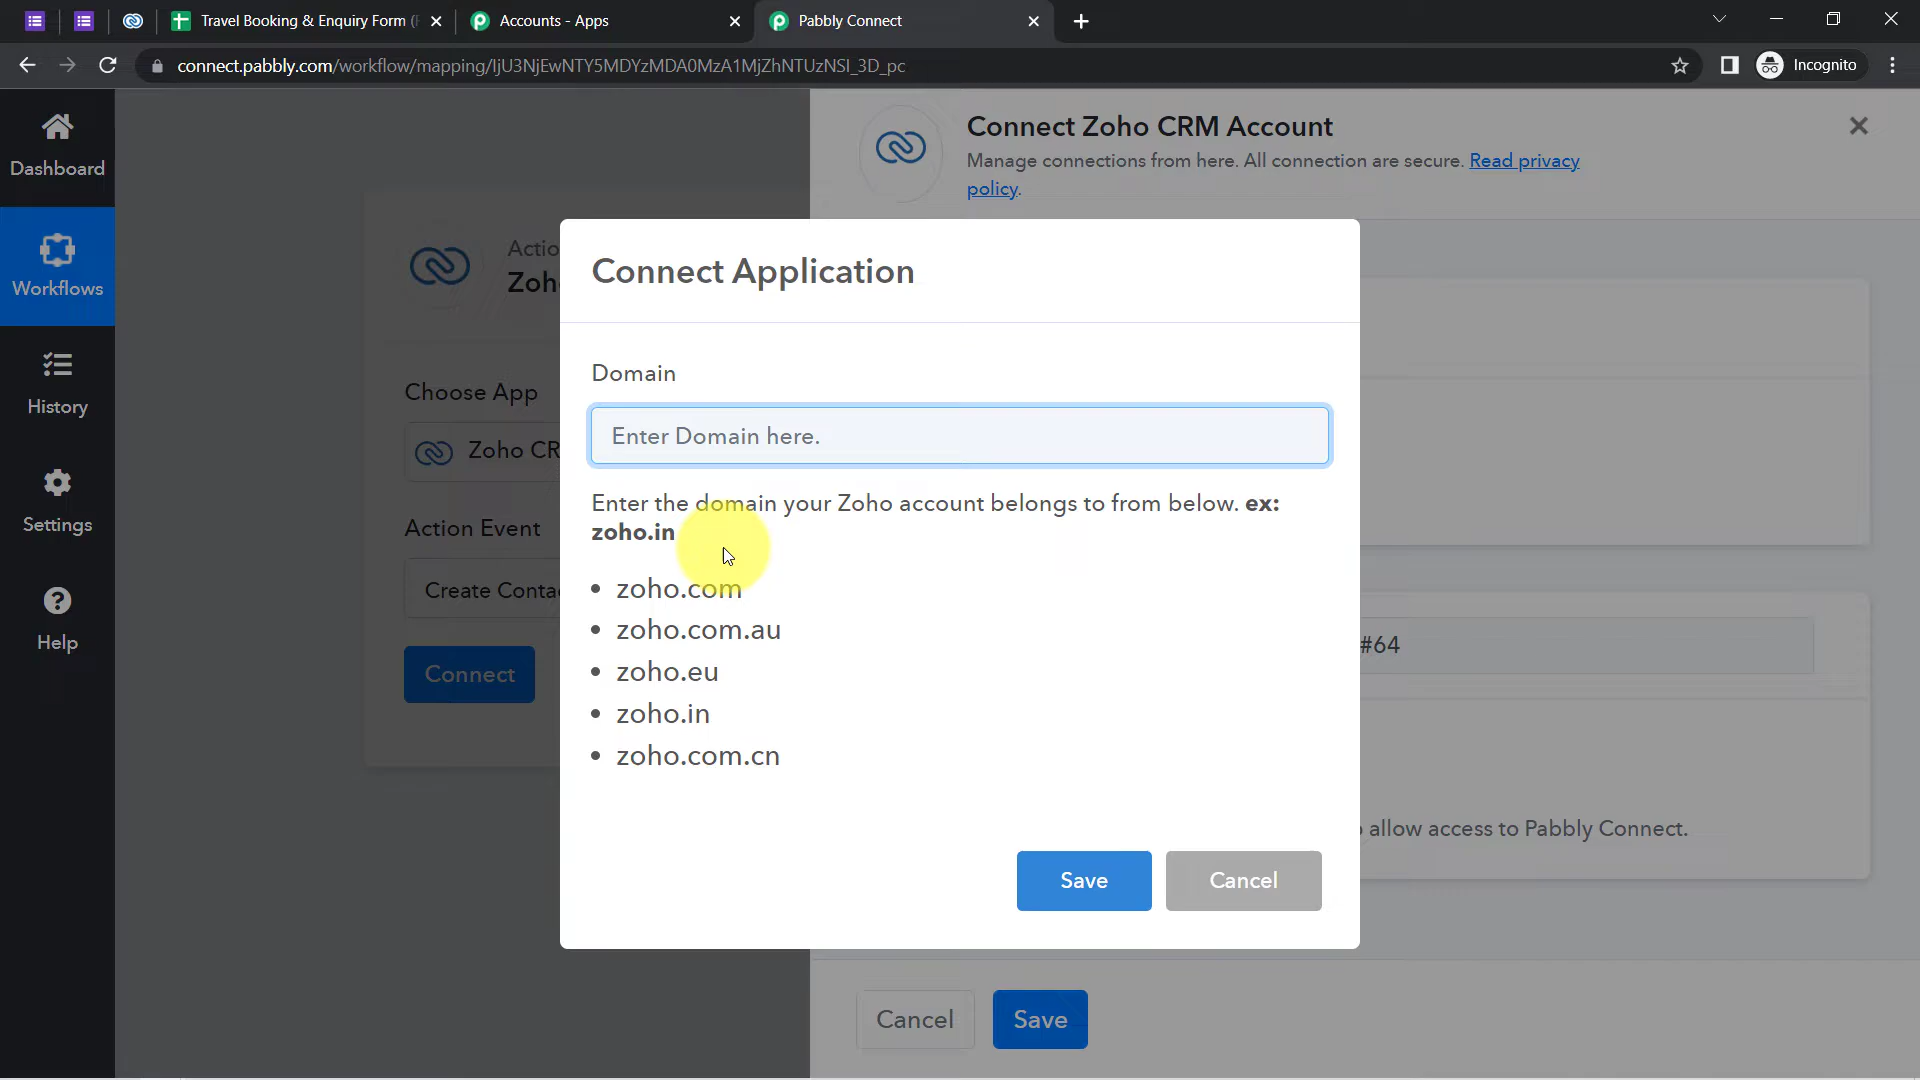 Travel Booking & Enquiry Form (
Accounts - Apps
Pabbly Connect
connect.pabbly.com/workflow/mapping/IjU3NjEwNTY5MDYzMDA0MzA1MjZhNTUzNSI_3D_pc
Incognito
Dashboard
Workflows
History
Settings
Help
Connect Zoho CRM Account
Manage connections from here. All connection are secure. Read privacy
policy.
Actio
Zoh
Choose App
Zoho CR
Action Event
Create Conta
Connect
Connect Application
Domain
Enter Domain here.
Enter the domain your Zoho account belongs to from below. ex:
zoho.in
• zoho.com
• zoho.com.au
• zoho.eu
• zoho.in
• zoho.com.cn
Save
Cancel
#64
allow access to Pabbly Connect.
Cancel
Save